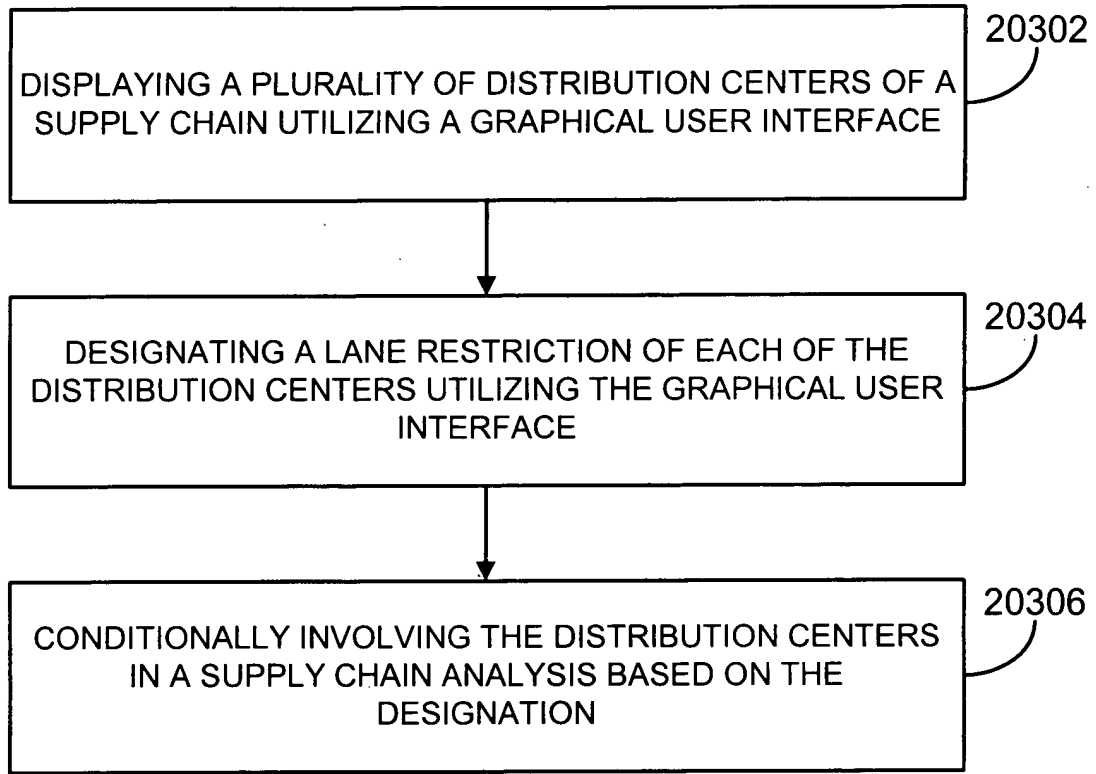 20302
DISPLAYING A PLURALITY OF DISTRIBUTION CENTERS OF A
SUPPLY CHAIN UTILIZING A GRAPHICAL USER INTERFACE
20304
DESIGNATING A LANE RESTRICTION OF EACH OF THE
DISTRIBUTION CENTERS UTILIZING THE GRAPHICAL USER
INTERFACE
20306
CONDITIONALLY INVOLVING THE DISTRIBUTION CENTERS
IN A SUPPLY CHAIN ANALYSIS BASED ON THE
DESIGNATION